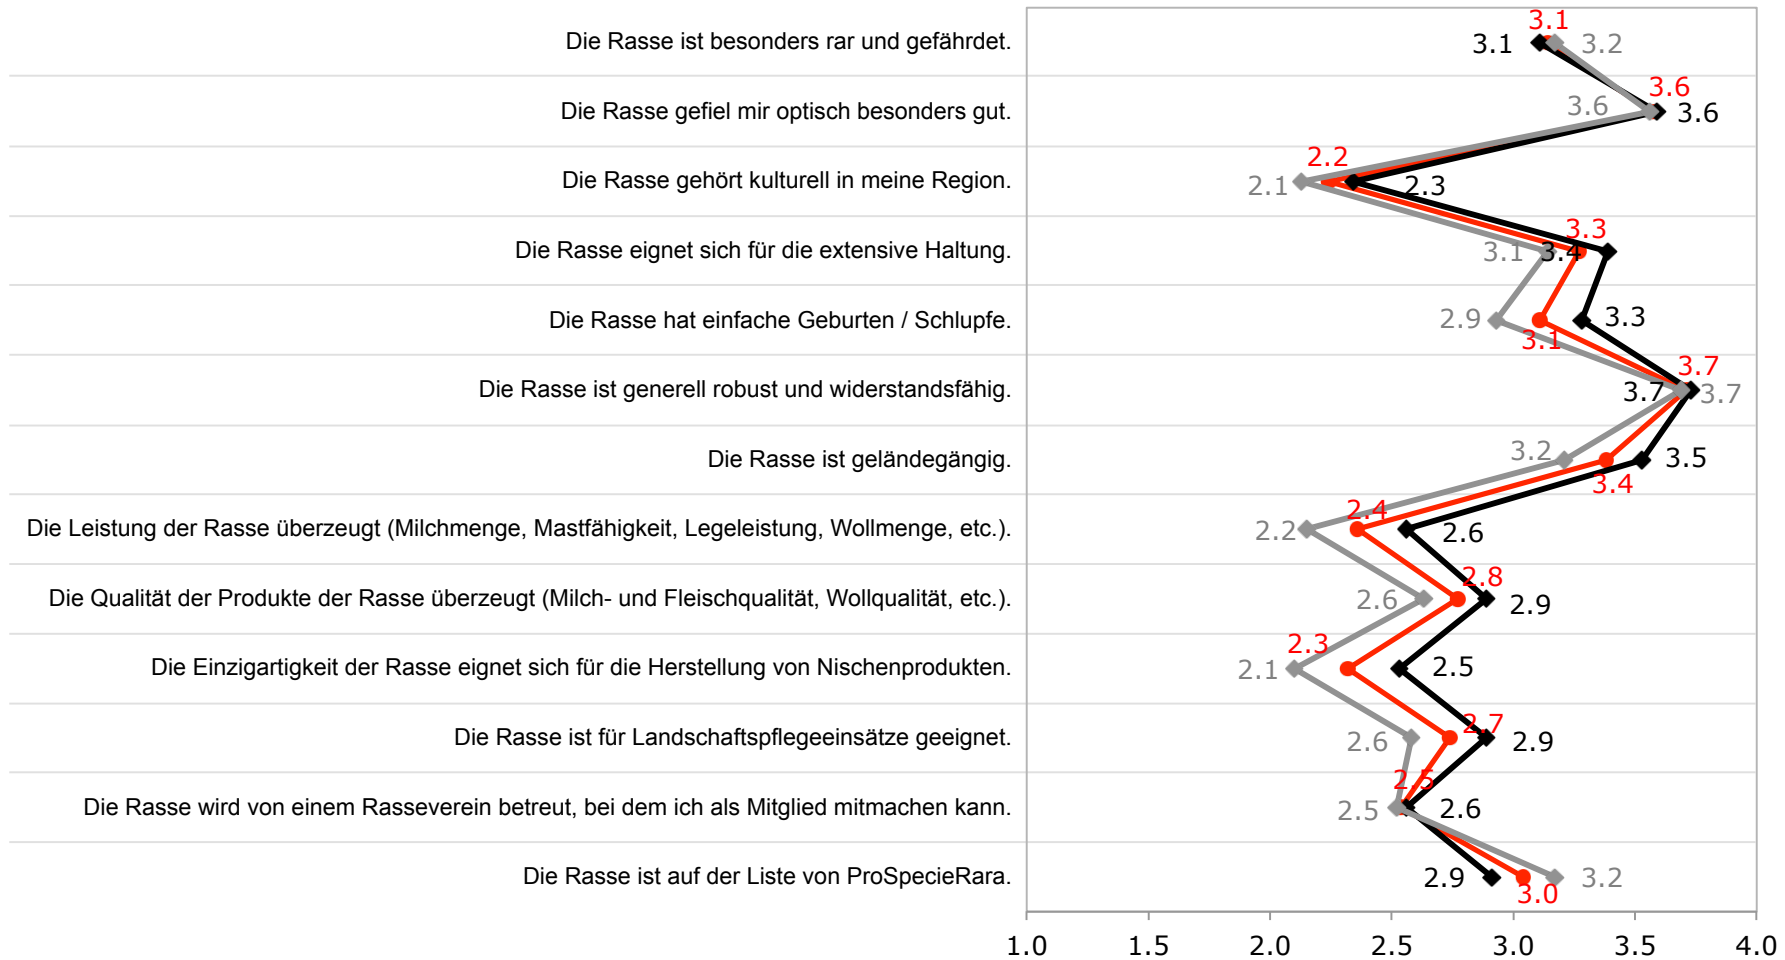 3.1
Die Rasse ist besonders rar und gefährdet. 3.1 3.2
3.6
Die Rasse gefiel mir optisch besonders gut. 3.6 3.6
2.2
Die Rasse gehört kulturell in meine Region. 2.1 2.3
3.3
Die Rasse eignet sich für die extensive Haltung. 3.1 3.4
Die Rasse hat einfache Geburten / Schlupfe. 2.9 3.3
3.1
3.7
Die Rasse ist generell robust und widerstandsfähig. 3.7 3.7
Die Rasse ist geländegängig. 3.2 3.5
3.4
2.4
Die Leistung der Rasse überzeugt (Milchmenge, Mastfähigkeit, Legeleistung, Wollmenge, etc.). 2.2 2.6
2.8
Die Qualität der Produkte der Rasse überzeugt (Milch- und Fleischqualität, Wollqualität, etc.). 2.6 2.9
2.3
Die Einzigartigkeit der Rasse eignet sich für die Herstellung von Nischenprodukten. 2.1 2.5
2.7
Die Rasse ist für Landschaftspflegeeinsätze geeignet. 2.6 2.9
2.5
Die Rasse wird von einem Rasseverein betreut, bei dem ich als Mitglied mitmachen kann. 2.5 2.6
Die Rasse ist auf der Liste von ProSpecieRara. 2.9 3.2
3.0
1.0 1.5 2.0 2.5 3.0 3.5 4.0